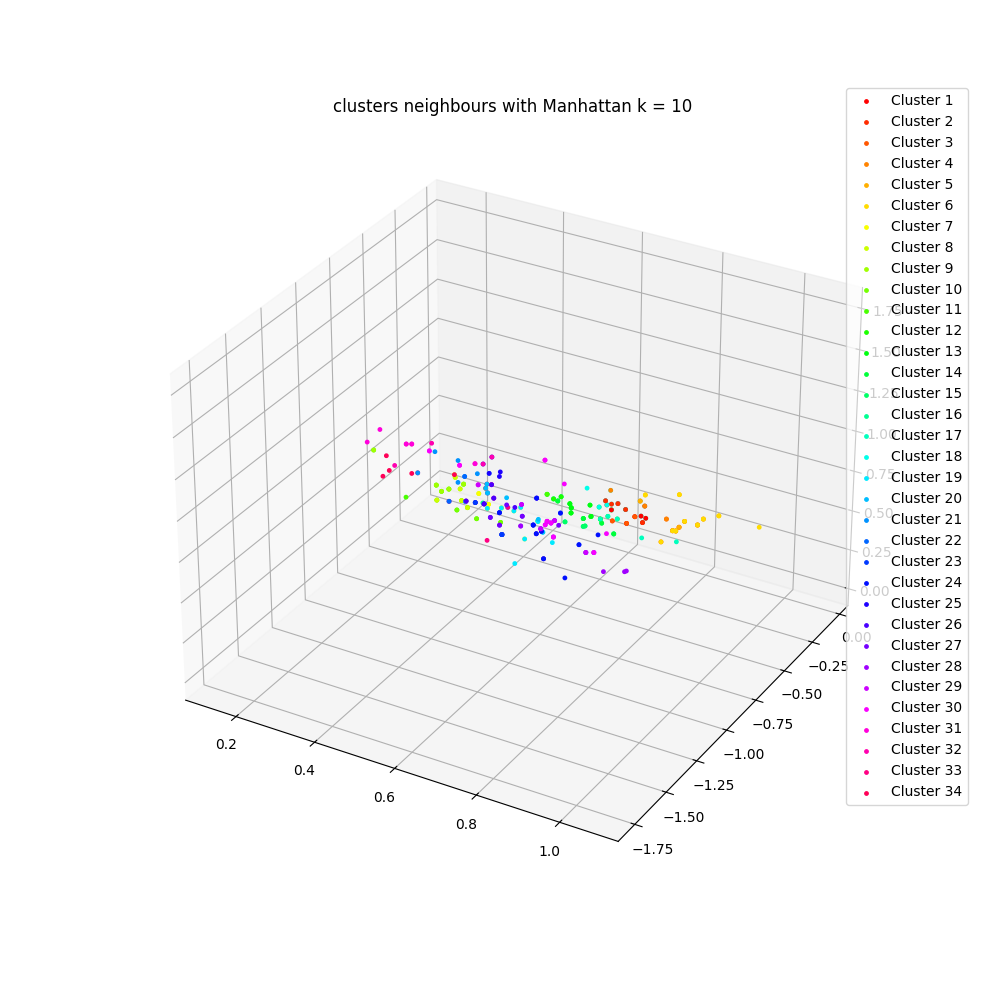 clusters neighbours with Manhattan k = 10
Cluster 1
Cluster 2
Cluster 3
Cluster 4
Cluster 5
Cluster 6
Cluster 7
Cluster 8
Cluster 9
Cluster 10
Cluster 11
Cluster 12
Cluster 13
Cluster 14
Cluster 15
Cluster 16
Cluster 17
Cluster 18
Cluster 19
Cluster 20
Cluster 21
Cluster 22
Cluster 23
Cluster 24
Cluster 25
Cluster 26
Cluster 27
Cluster 28
Cluster 29
Cluster 30
Cluster 31
Cluster 32
Cluster 33
Cluster 34
1.75
1.50
1.25
1.00
0.75
0.50
0.25
0.00
0.00
−0.25
−0.50
−0.75
−1.00
−1.25
−1.50
−1.75
0.2
0.4
0.6
0.8
1.0